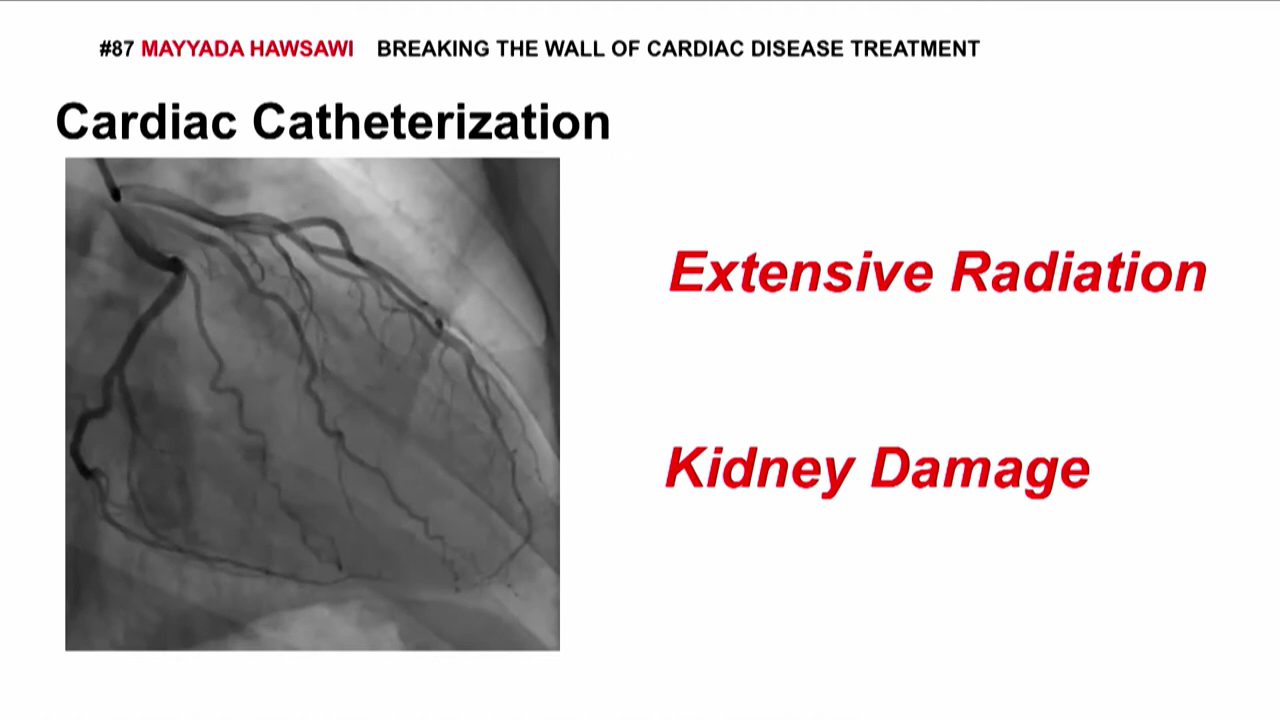 #87 MAYYADA HAWSAWI BREAKING THE WALL OF CARDIAC DISEASE TREATMENT
Cardiac Catheterization
Extensive Radiation
Kidney Damage